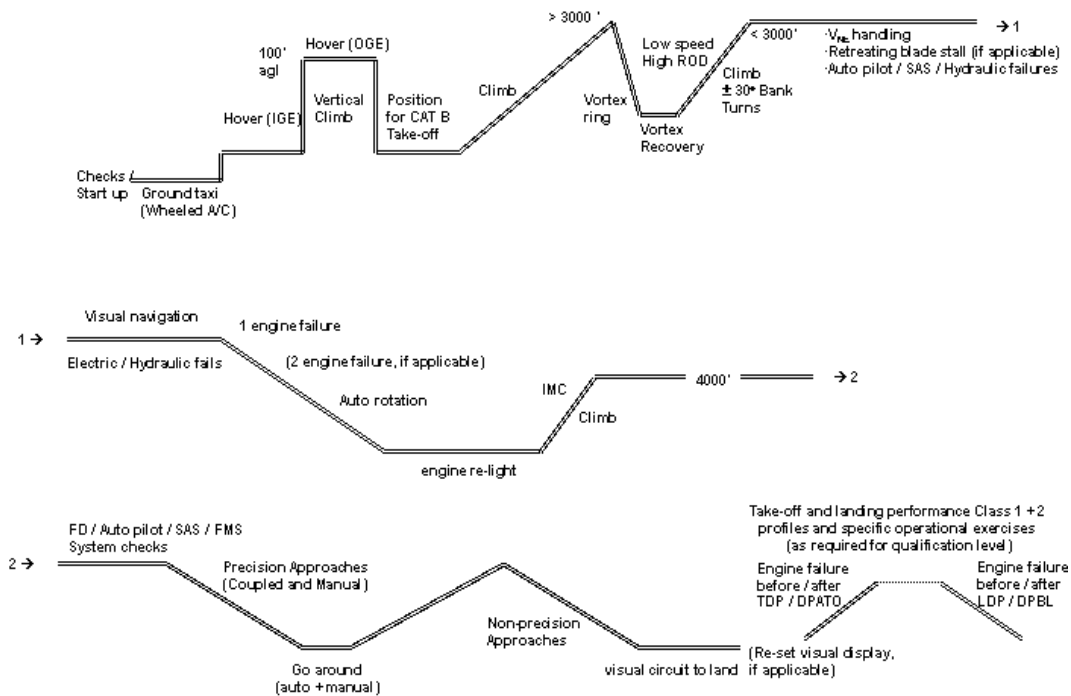 > 3000 '
Hover (OGE)
100'
agl
Low speed
High ROD
< 3000'
·VNE handling
·Retreating blade stall (if applicable)
·Auto pilot / SAS / Hydraulic failures
→ 1
Hover (IGE)
Vertical
Climb
Position
for CAT B
Take-off
Climb
Vortex
ring
Vortex
Recovery
Climb
± 30° Bank
Turns
Checks /
Start up
Ground taxi
(Wheeled A/C)
Visual navigation
1 →
1 engine failure
Electric / Hydraulic fails
(2 engine failure, if applicable)
Auto rotation
engine re-light
IMC
Climb
4000'
→ 2
FD / Auto pilot / SAS / FMS
System checks
2 →
Precision Approaches
(Coupled and Manual)
Go around
(auto + manual)
Non-precision
Approaches
visual circuit to land
Take-off and landing performance Class 1 + 2
profiles and specific operational exercises
(as required for qualification level)
Engine failure
before / after
TDP / DPATO
Engine failure
before / after
LDP / DPBL
(Re-set visual display,
if applicable)